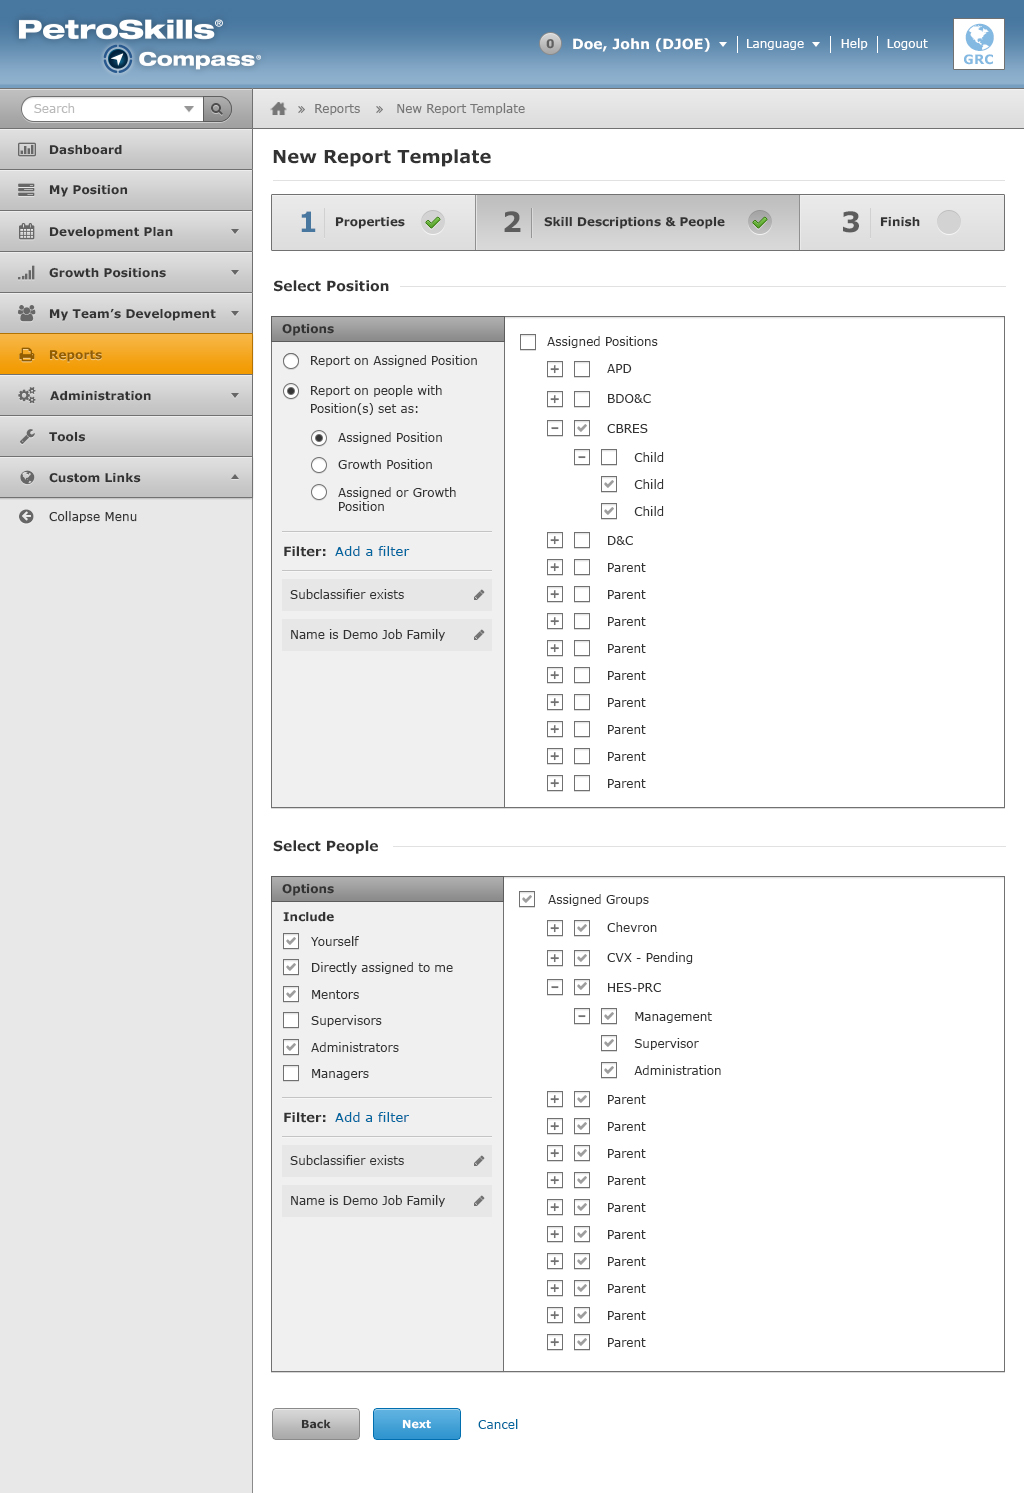 PetroSkills®
Compass®
0 Doe, John (DJOE) Language Help Logout
GRC
Search
» Reports » New Report Template
Dashboard
My Position
Development Plan
Growth Positions
My Team's Development
Reports
Administration
Tools
Custom Links
Collapse Menu
New Report Template
1 Properties 2 Skill Descriptions & People 3 Finish
Select Position
Options
Report on Assigned Position
Report on people with
Position(s) set as:
Assigned Position
Growth Position
Assigned or Growth
Position
Filter: Add a filter
Subclassifier exists
Name is Demo Job Family
Assigned Positions
APD
BDO&C
CBRES
Child
Child
Child
D&C
Parent
Parent
Parent
Parent
Parent
Parent
Parent
Parent
Parent
Select People
Options
Include
Yourself
Directly assigned to me
Mentors
Supervisors
Administrators
Managers
Filter: Add a filter
Subclassifier exists
Name is Demo Job Family
Assigned Groups
Chevron
CVX - Pending
HES-PRC
Management
Supervisor
Administration
Parent
Parent
Parent
Parent
Parent
Parent
Parent
Parent
Parent
Parent
Back Next Cancel